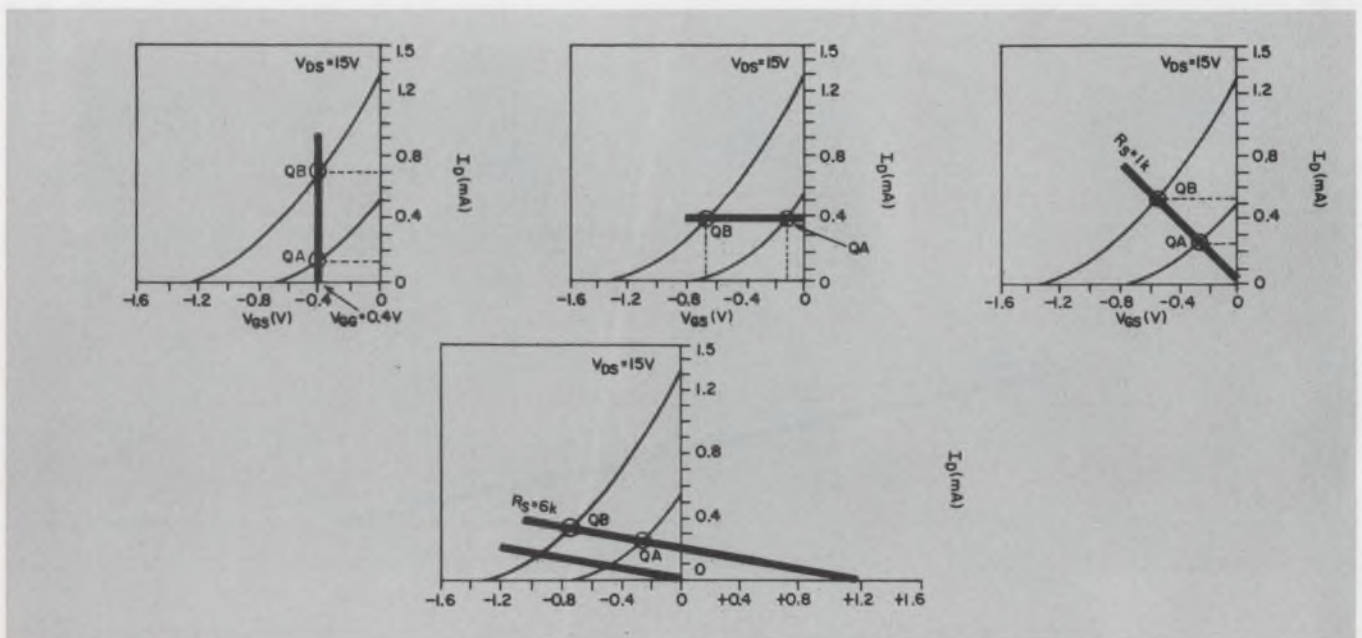 VDS=15V
1.5
1.2
0.8
0.4
0
ID(mA)
QB
QA
-1.6
-1.2
-0.8
-0.4
0
VGS(V)
VGG=0.4V
VDS=15V
1.5
1.2
0.8
0.4
0
ID(mA)
QB
QA
-1.6
-1.2
-0.8
-0.4
0
VGS(V)
VDS=15V
1.5
1.2
0.8
0.4
0
ID(mA)
RS=1k
QB
QA
-1.6
-1.2
-0.8
-0.4
0
VGS(V)
VDS=15V
1.5
1.2
0.8
0.4
0
ID(mA)
RS=6k
QB
QA
-1.6
-1.2
-0.8
-0.4
0
+0.4
+0.8
+1.2
+1.6